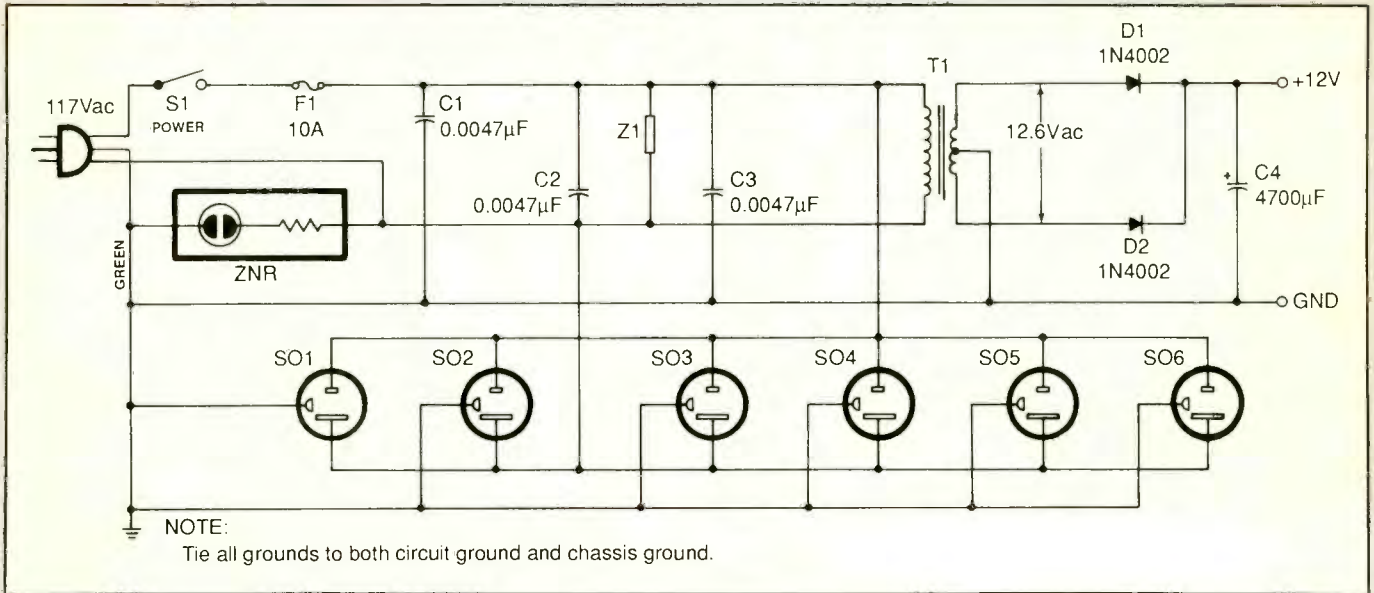 117Vac
S1
POWER
F1
10A
C1
0.0047μF
Z1
C2
0.0047μF
C3
0.0047μF
T1
12.6Vac
D1
1N4002
D2
1N4002
+12V
+
C4
4700μF
GREEN
ZNR
GND
SO1
SO2
SO3
SO4
SO5
SO6
NOTE:
Tie all grounds to both circuit ground and chassis ground.